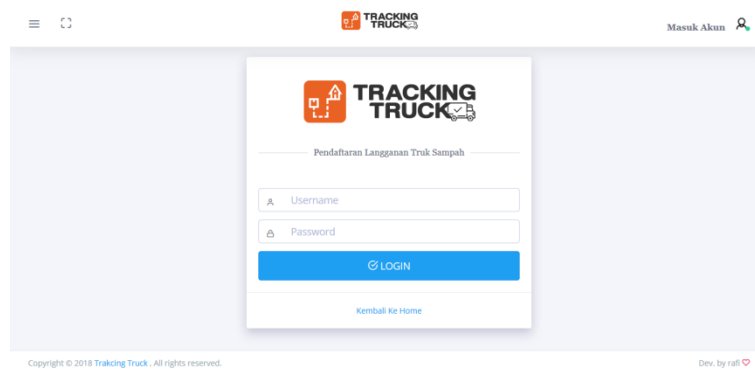 TRACKING
TRUCK
Masuk Akun
TRACKING
TRUCK
Pendaftaran Langganan Truk Sampah
Username
Password
LOGIN
Kembali Ke Home
Copyright © 2018 Trakcing Truck . All rights reserved.
Dev. by rafi